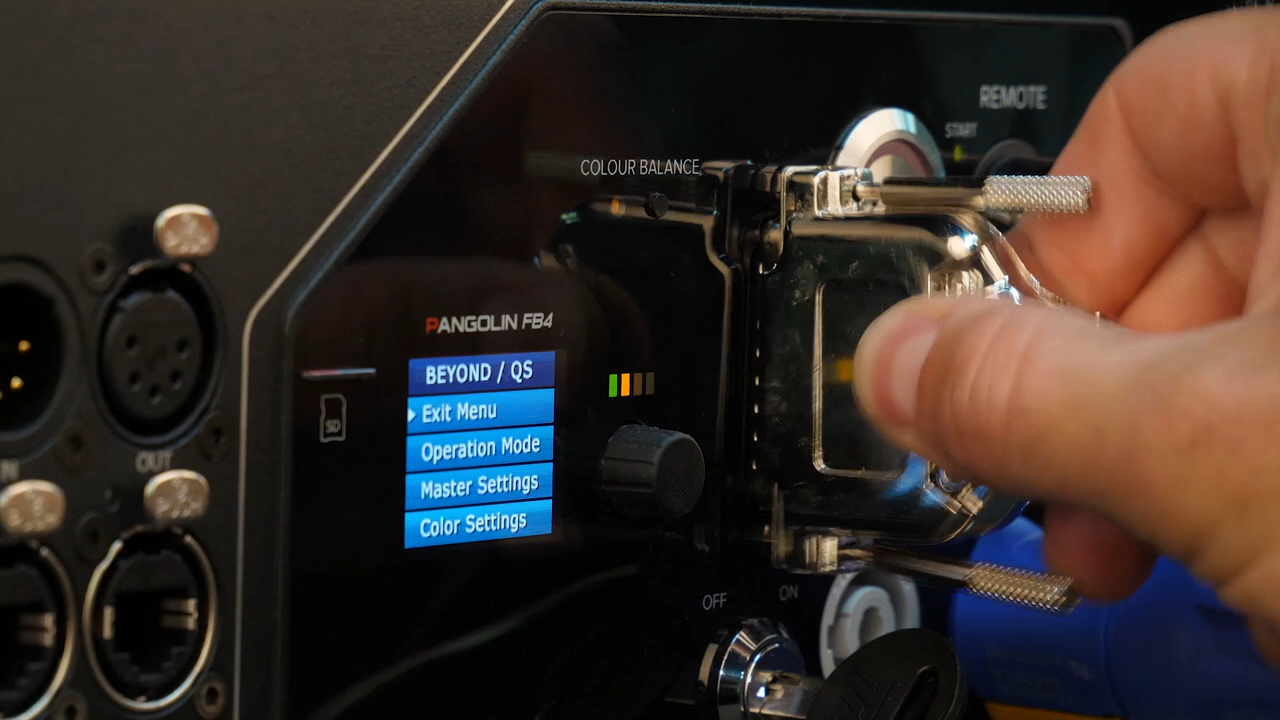 REMOTE
START
COLOUR BALANCE
PANGOLIN FB4
BEYOND / QS
Exit Menu
Operation Mode
Master Settings
Color Settings
SD
IN
OUT
OFF
ON